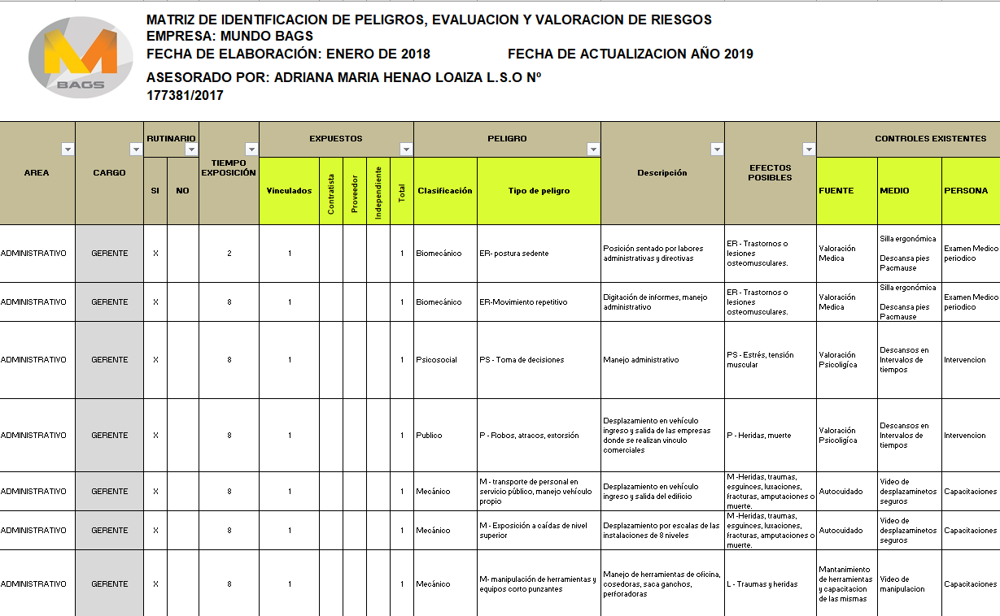 MATRIZ DE IDENTIFICACION DE PELIGROS, EVALUACION Y VALORACION DE RIESGOS
EMPRESA: MUNDO BAGS
FECHA DE ELABORACIÓN: ENERO DE 2018 FECHA DE ACTUALIZACION AÑO 2019
ASESORADO POR: ADRIANA MARIA HENAO LOAIZA L.S.O Nº
177381/2017
M
BAGS
AREA
CARGO
RUTINARIO
SI
NO
TIEMPO
EXPOSICIÓN
EXPUESTOS
Vinculados
Contratista
Proveedor
Independiente
Total
PELIGRO
Clasificación
Tipo de peligro
Descripción
EFECTOS
POSIBLES
CONTROLES EXISTENTES
FUENTE
MEDIO
PERSONA
ADMINISTRATIVO
GERENTE
X
2
1
1
Biomecánico
ER- postura sedente
Posición sentado por labores
administrativas y directivas
ER - Trastornos o
lesiones
osteomusculares.
Valoración
Medica
Silla ergonómica
Descansa pies
Pacmause
Examen Medico
periodico
ADMINISTRATIVO
GERENTE
X
8
1
1
Biomecánico
ER-Movimiento repetitivo
Digitación de informes, manejo
administrativo
ER - Trastornos o
lesiones
osteomusculares.
Valoración
Medica
Silla ergonómica
Descansa pies
Pacmause
Examen Medico
periodico
ADMINISTRATIVO
GERENTE
X
8
1
1
Psicosocial
PS - Toma de decisiones
Manejo administrativo
PS - Estrés, tensión
muscular
Valoración
Psicoligíca
Descansos en
Intervalos de
tiempos
Intervencion
ADMINISTRATIVO
GERENTE
X
8
1
1
Publico
P - Robos, atracos, extorsión
Desplazamiento en vehículo
ingreso y salida de las empresas
donde se realizan vinculo
comerciales
P - Heridas, muerte
Valoración
Psicoligíca
Descansos en
Intervalos de
tiempos
Intervencion
ADMINISTRATIVO
GERENTE
X
8
1
1
Mecánico
M - transporte de personal en
servicio público, manejo vehículo
propio
Desplazamiento en vehículo
ingreso y salida del edificio
M -Heridas, traumas,
esguinces, luxaciones,
fracturas, amputaciones o
muerte.
Autocuidado
Video de
desplazaminetos
seguros
Capacitaciones
ADMINISTRATIVO
GERENTE
X
8
1
1
Mecánico
M - Exposición a caídas de nivel
superior
Desplazamiento por escalas de las
instalaciones de 8 niveles
M -Heridas, traumas,
esguinces, luxaciones,
fracturas, amputaciones o
muerte.
Autocuidado
Video de
desplazaminetos
seguros
Capacitaciones
ADMINISTRATIVO
GERENTE
X
8
1
1
Mecánico
M- manipulación de herramientas y
equipos corto punzantes
Manejo de herramientas de oficina,
cosedoras, saca ganchos,
perforadoras
L - Traumas y heridas
Mantanimiento
de herramientas
y capacitacion
de las mismas
Video de
manipulacion
Capacitaciones